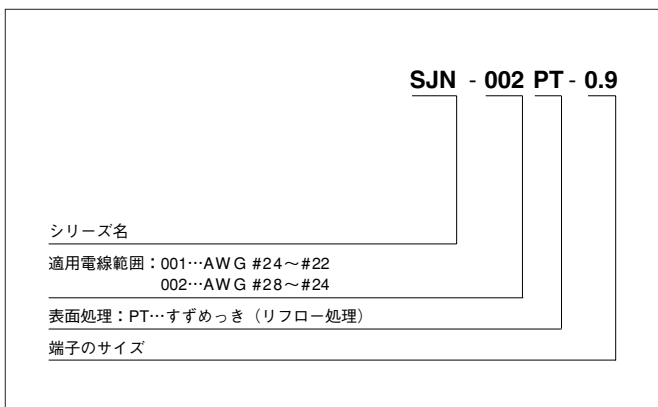 SJN - 002 PT - 0.9
シリーズ名
適用電線範囲：001…AWG #24～#22
002…AWG #28～#24
表面処理：PT…すずめっき（リフロー処理）
端子のサイズ